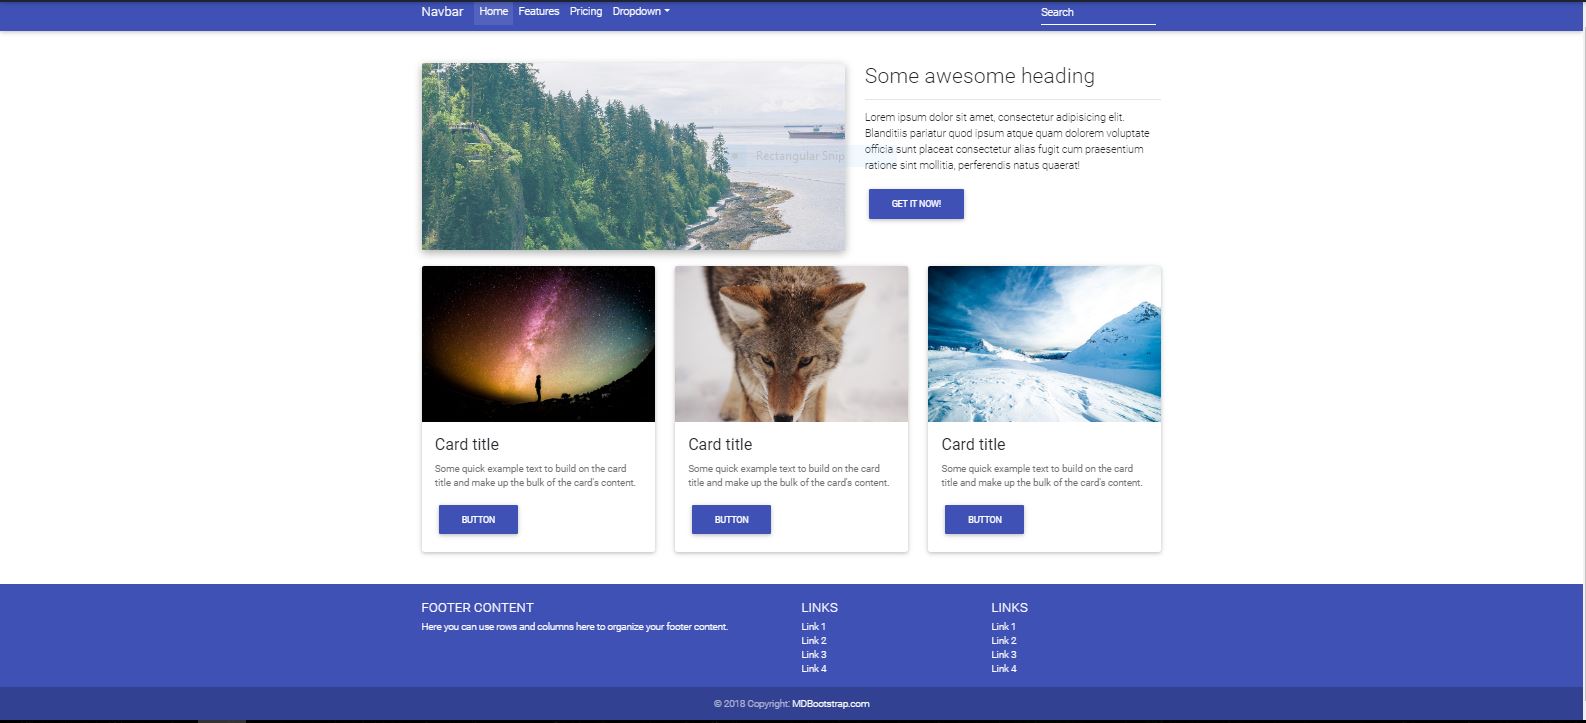 Navbar Home Features Pricing Dropdown Search
Some awesome heading
Lorem ipsum dolor sit amet, consectetur adipisicing elit.
Blanditiis pariatur quod ipsum atque quam dolorem voluptate
officia sunt placeat consectetur alias fugit cum praesentium
ratione sint mollitia, perferendis natus quaerat!
Rectangular Snip
GET IT NOW!
Card title
Some quick example text to build on the card
title and make up the bulk of the card's content.
BUTTON
Card title
Some quick example text to build on the card
title and make up the bulk of the card's content.
BUTTON
Card title
Some quick example text to build on the card
title and make up the bulk of the card's content.
BUTTON
FOOTER CONTENT
Here you can use rows and columns here to organize your footer content.
LINKS
Link 1
Link 2
Link 3
Link 4
LINKS
Link 1
Link 2
Link 3
Link 4
© 2018 Copyright: MDBootstrap.com